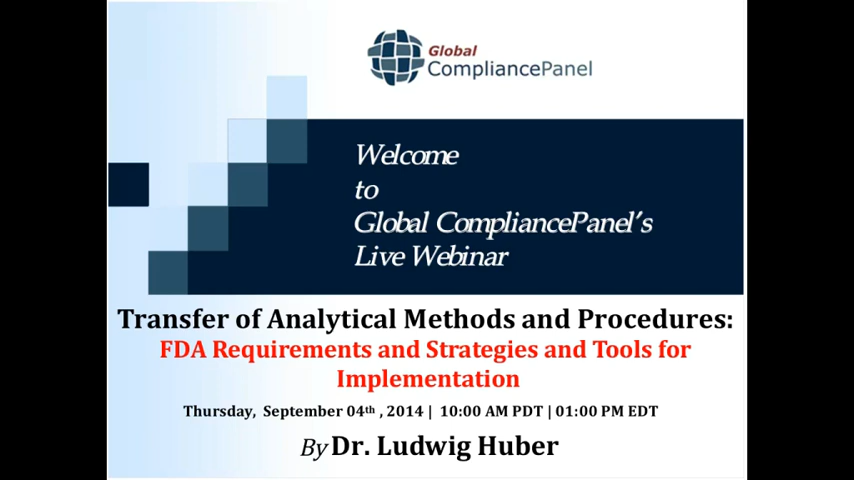 Global
CompliancePanel
Welcome
to
Global CompliancePanel's
Live Webinar
Transfer of Analytical Methods and Procedures:
FDA Requirements and Strategies and Tools for
Implementation
Thursday, September 04th , 2014 | 10:00 AM PDT | 01:00 PM EDT
By Dr. Ludwig Huber